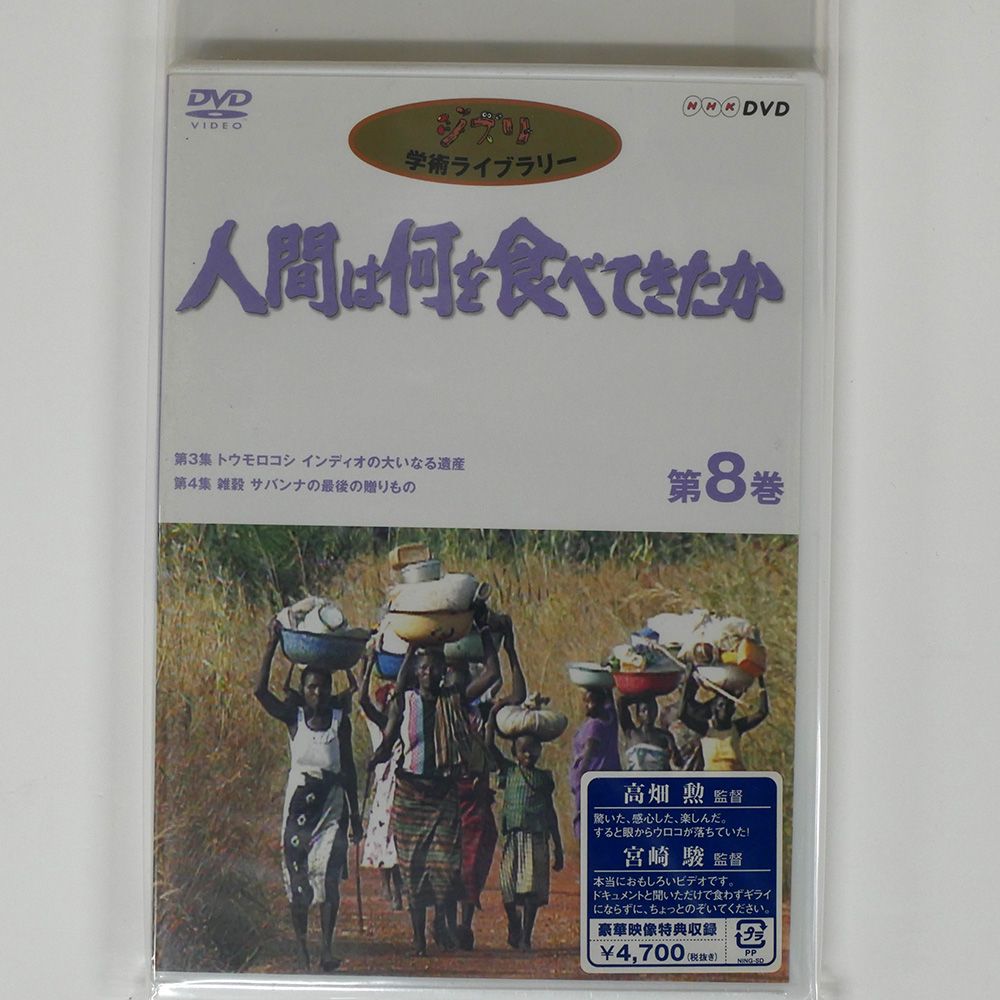 DVD
VIDEO
ジブリ
学術ライブラリー
NHK DVD
人間は何を食べてきたか
第3集 トウモロコシ インディオの大いなる遺産
第4集 雑穀 サバンナの最後の贈りもの
第8巻
高畑 勲 監督
驚いた、感心した、楽しんだ。
すると眼からウロコが落ちていた!
宮崎 駿 監督
本当におもしろいビデオです。
ドキュメントと聞いただけで食わずギライ
にならずに、ちょっとのぞいてください。
豪華映像特典収録
¥4,700(税抜き)
プラ
PP
NING-SD